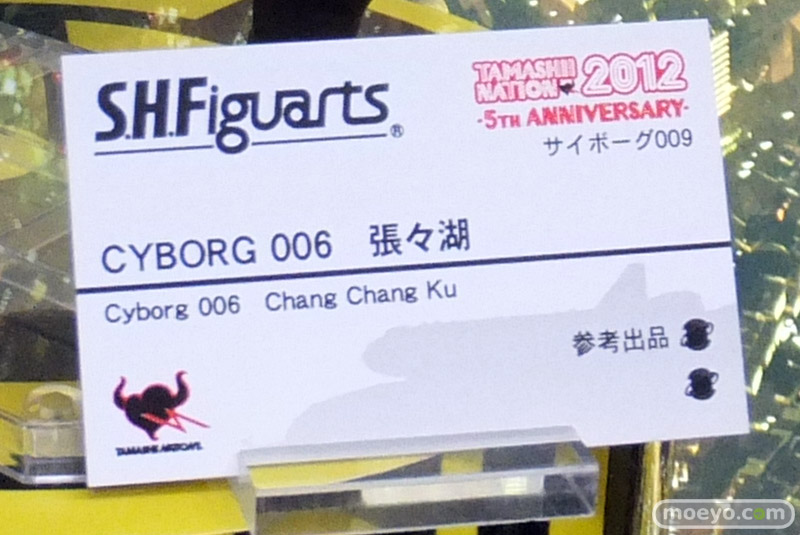 S.H.Figuarts®
TAMASHII
NATION 2012
-5TH ANNIVERSARY-
サイボーグ009
CYBORG 006 張々湖
Cyborg 006 Chang Chang Ku
参考出品
TAMASHII NATIONS
moeyo.com